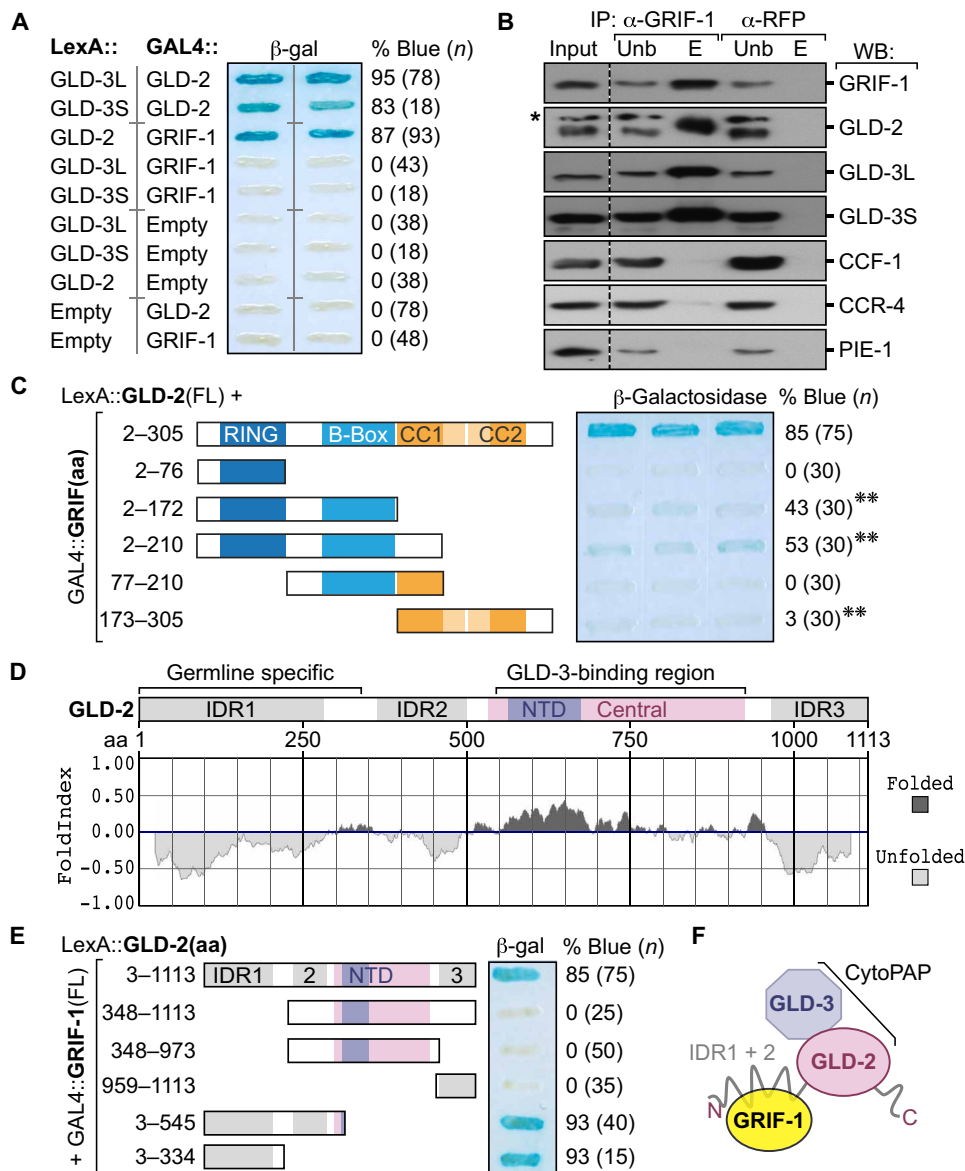 A
LexA:: GAL4:: β-gal % Blue (n)
GLD-3L GLD-2 95 (78)
GLD-3S GLD-2 83 (18)
GLD-2 GRIF-1 87 (93)
GLD-3L GRIF-1 0 (43)
GLD-3S GRIF-1 0 (18)
GLD-3L Empty 0 (38)
GLD-3S Empty 0 (18)
GLD-2 Empty 0 (38)
Empty GLD-2 0 (78)
Empty GRIF-1 0 (48)
B
IP: α-GRIF-1 α-RFP
Input Unb E Unb E WB:
GRIF-1
* GLD-2
GLD-3L
GLD-3S
CCF-1
CCR-4
PIE-1
C
LexA::GLD-2(FL) +
β-Galactosidase % Blue (n)
GAL4::GRIF(aa)
2–305 RING B-Box CC1 CC2 85 (75)
2–76 0 (30)
2–172 43 (30)**
2–210 53 (30)**
77–210 0 (30)
173–305 3 (30)**
D
Germline specific GLD-3-binding region
GLD-2 IDR1 IDR2 NTD Central IDR3
aa 1 250 500 750 1000 1113
FoldIndex
1.00
0.50
0.00
-0.50
-1.00
Folded
Unfolded
E
LexA::GLD-2(aa)
β-gal % Blue (n)
+ GAL4::GRIF-1(FL)
3–1113 IDR1 2 NTD 3 85 (75)
348–1113 0 (25)
348–973 0 (50)
959–1113 0 (35)
3–545 93 (40)
3–334 93 (15)
F
CytoPAP
GLD-3
IDR1 + 2
GLD-2
N
GRIF-1
C